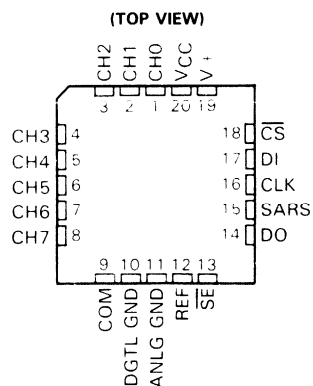 (TOP VIEW)
CH2 CH1 CH0 VCC V+
3 2 1 20 19
CH3 4
CH4 5
CH5 6
CH6 7
CH7 8
18 C̅S̅
17 DI
16 CLK
15 SARS
14 DO
9 10 11 12 13
COM DGTL GND ANLG GND REF S̅E̅